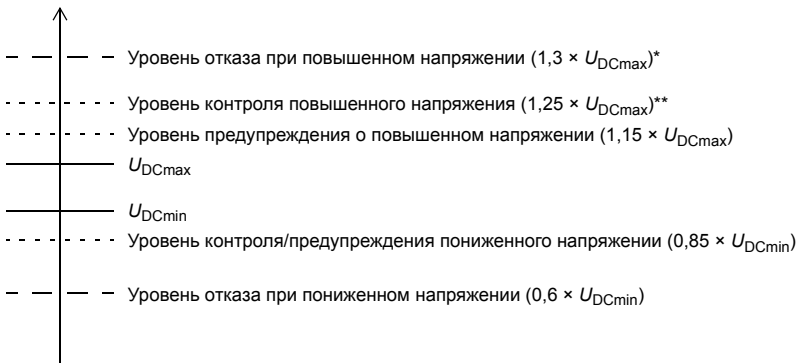 Уровень отказа при повышенном напряжении (1,3 × UDCmax)*
Уровень контроля повышенного напряжения (1,25 × UDCmax)**
Уровень предупреждения о повышенном напряжении (1,15 × UDCmax)
UDCmax
UDCmin
Уровень контроля/предупреждения пониженного напряжении (0,85 × UDCmin)
Уровень отказа при пониженном напряжении (0,6 × UDCmin)